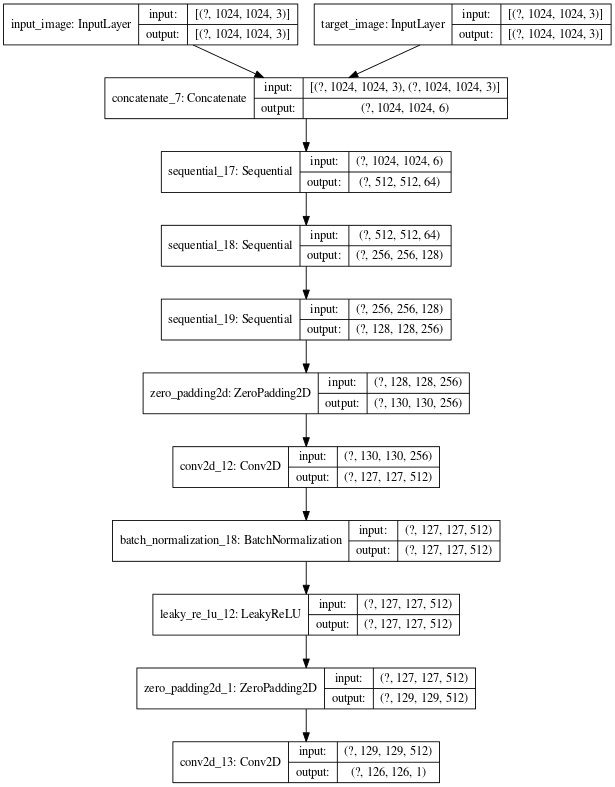 input_image: InputLayer
input: [(?, 1024, 1024, 3)]
output: [(?, 1024, 1024, 3)]
target_image: InputLayer
input: [(?, 1024, 1024, 3)]
output: [(?, 1024, 1024, 3)]
concatenate_7: Concatenate
input: [(?, 1024, 1024, 3), (?, 1024, 1024, 3)]
output: (?, 1024, 1024, 6)
sequential_17: Sequential
input: (?, 1024, 1024, 6)
output: (?, 512, 512, 64)
sequential_18: Sequential
input: (?, 512, 512, 64)
output: (?, 256, 256, 128)
sequential_19: Sequential
input: (?, 256, 256, 128)
output: (?, 128, 128, 256)
zero_padding2d: ZeroPadding2D
input: (?, 128, 128, 256)
output: (?, 130, 130, 256)
conv2d_12: Conv2D
input: (?, 130, 130, 256)
output: (?, 127, 127, 512)
batch_normalization_18: BatchNormalization
input: (?, 127, 127, 512)
output: (?, 127, 127, 512)
leaky_re_lu_12: LeakyReLU
input: (?, 127, 127, 512)
output: (?, 127, 127, 512)
zero_padding2d_1: ZeroPadding2D
input: (?, 127, 127, 512)
output: (?, 129, 129, 512)
conv2d_13: Conv2D
input: (?, 129, 129, 512)
output: (?, 126, 126, 1)